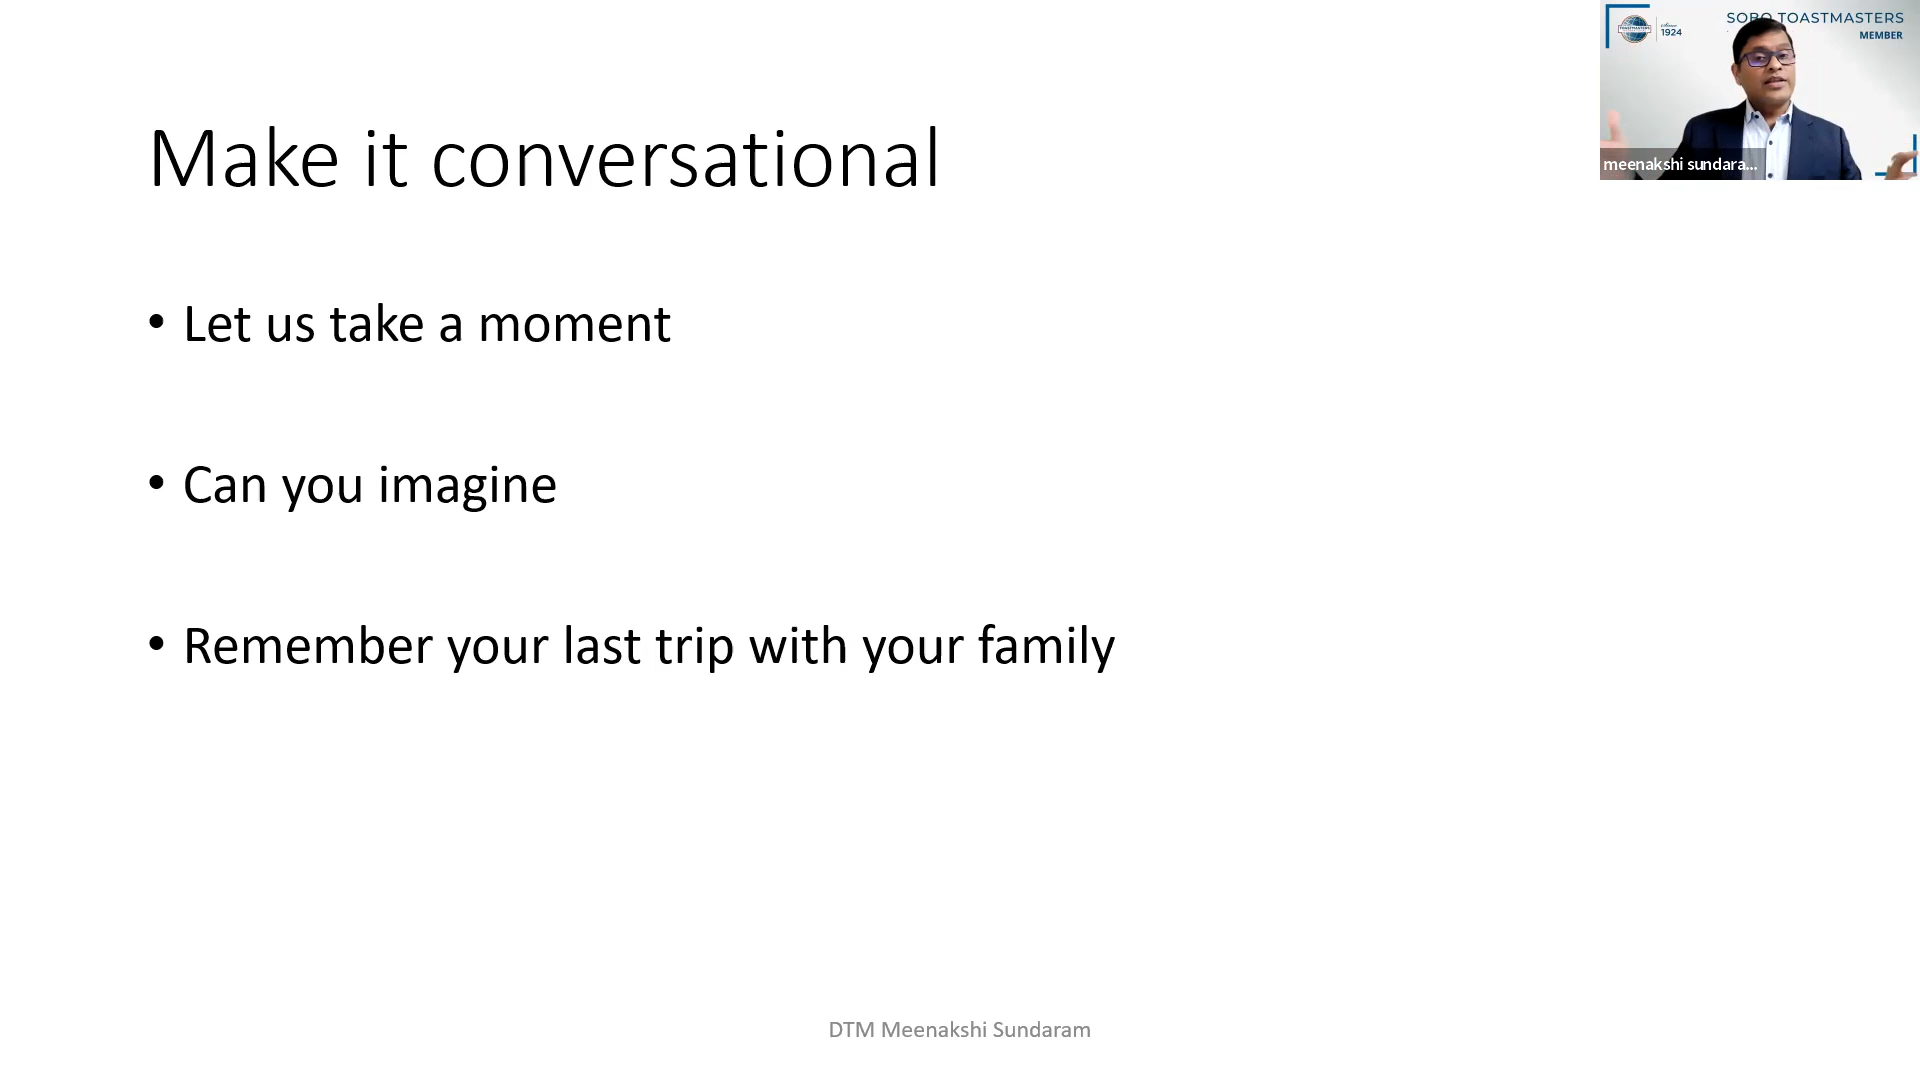 SOBO TOASTMASTERS
Since
1924
MEMBER
meenakshi sundara...
Make it conversational
• Let us take a moment
• Can you imagine
• Remember your last trip with your family
DTM Meenakshi Sundaram